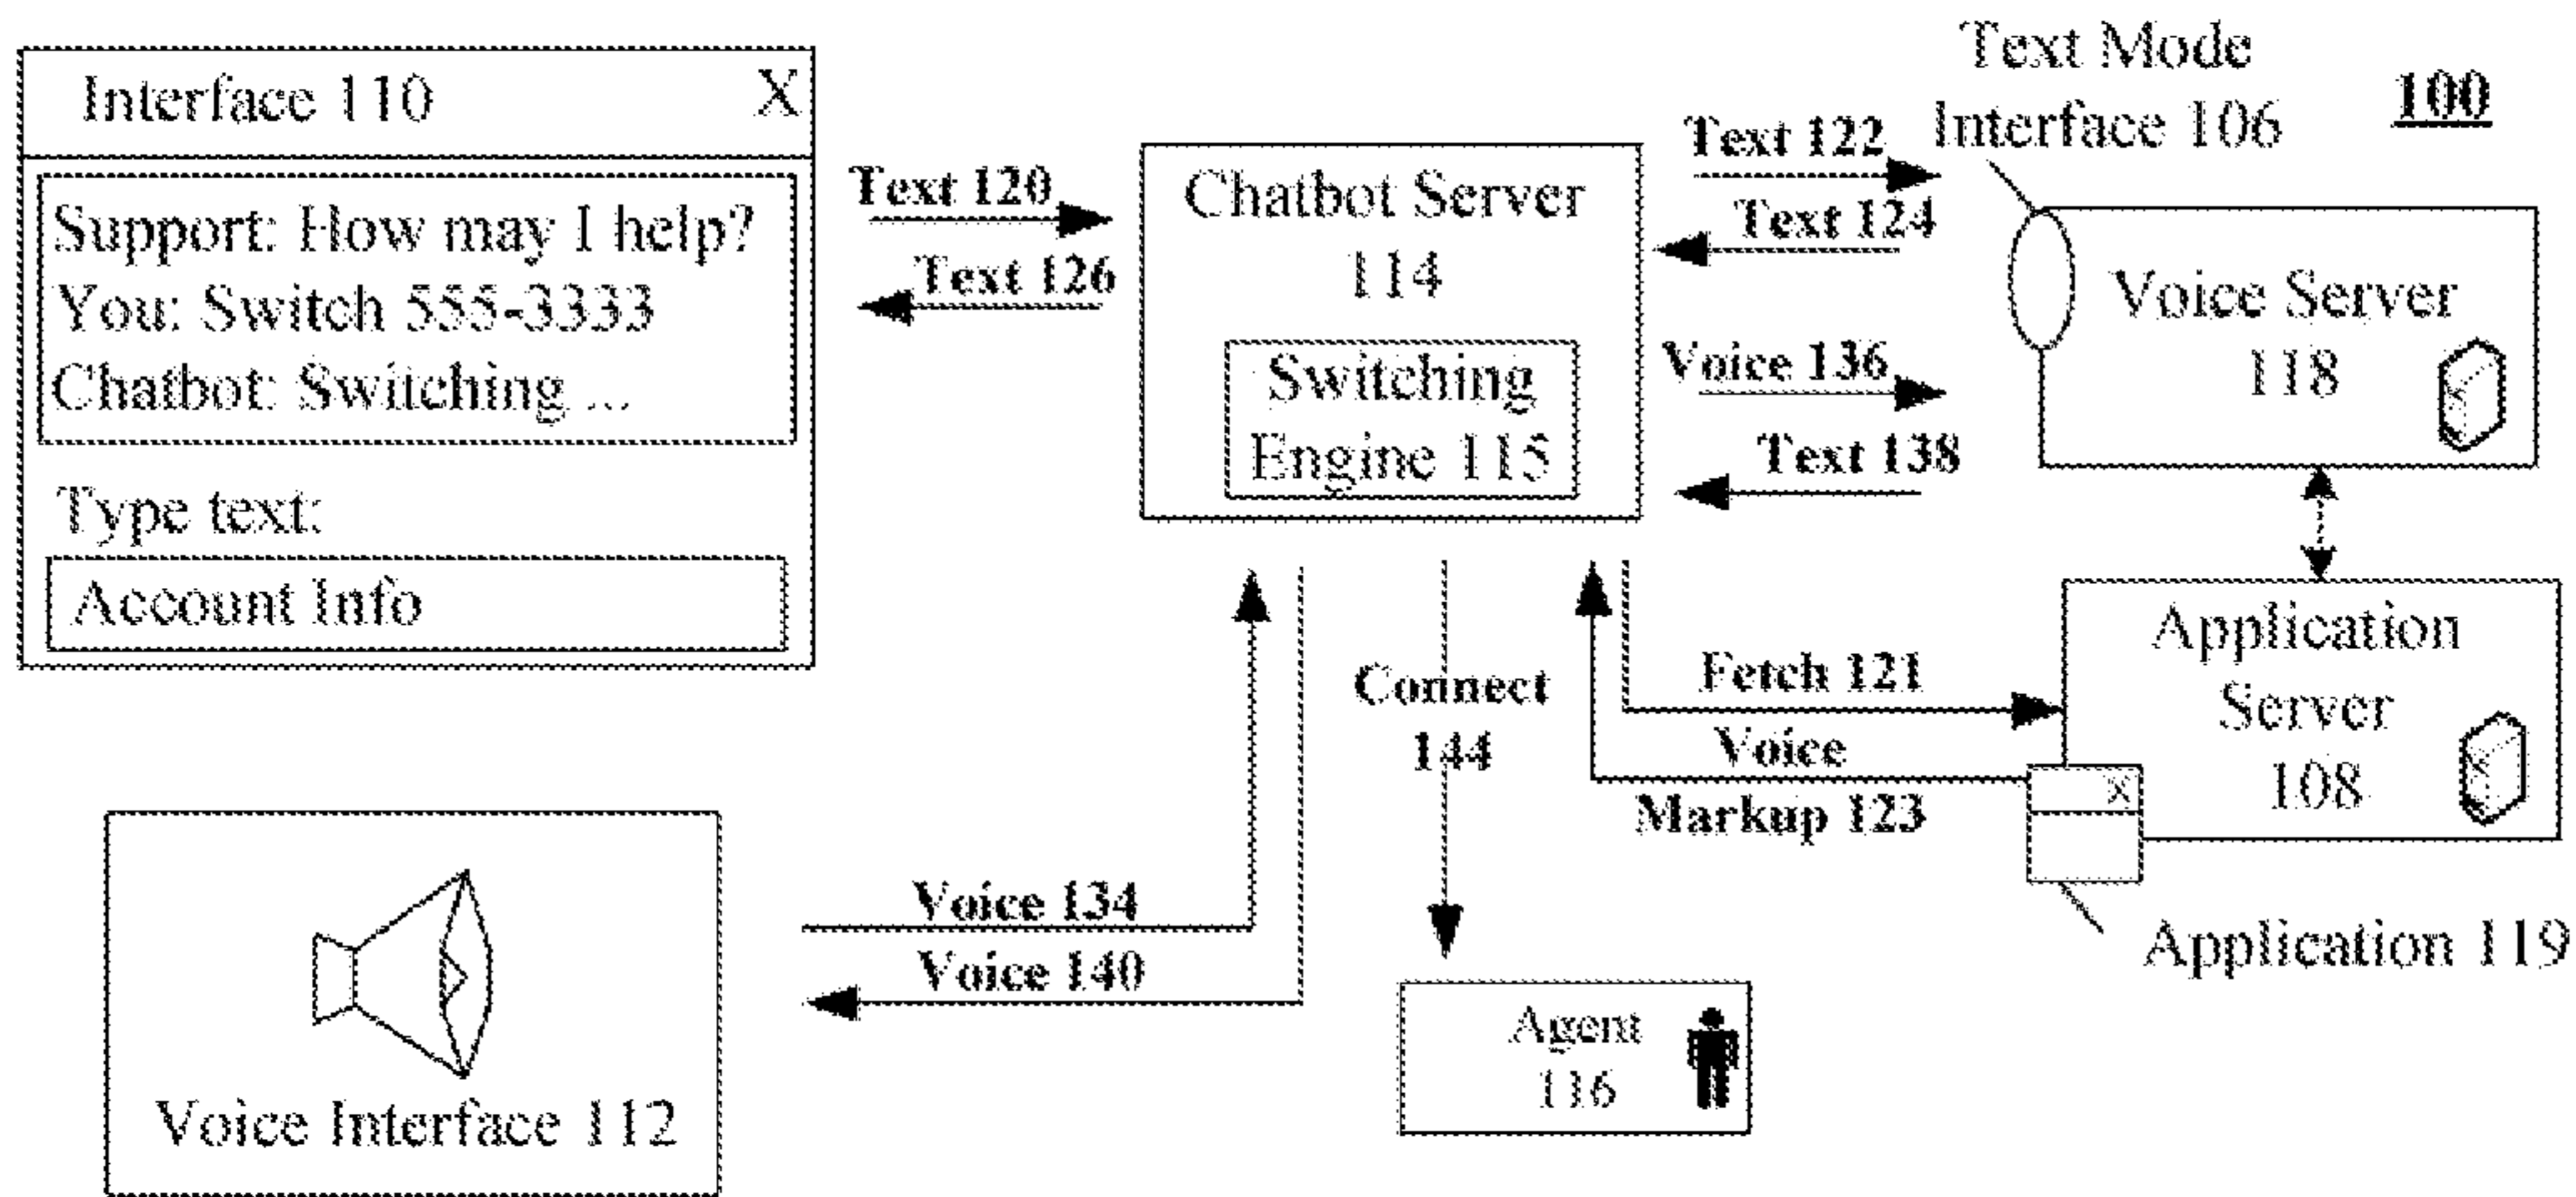 Interface 110 X
Support: How may I help?
You: Switch 555-3333
Chatbot: Switching ...
Type text:
Account Info
Text 120
Text 126
Chatbot Server
114
Switching
Engine 115
Text 122
Text 124
Voice 136
Text 138
Text Mode
Interface 106
100
Voice Server
118
Application
Server
108
X
Application 119
Fetch 121
Voice
Markup 123
Connect
144
Agent
116
Voice 134
Voice 140
Voice Interface 112